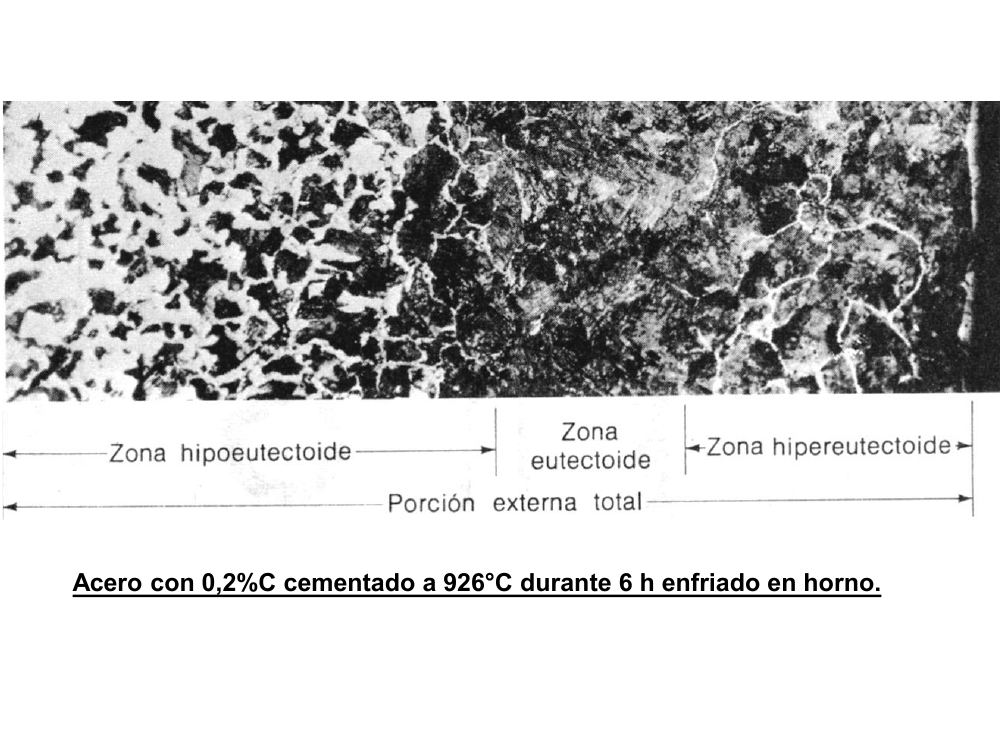 Zona hipoeutectoide
Zona
eutectoide
Zona hipereutectoide
Porción externa total
Acero con 0,2%C cementado a 926°C durante 6 h enfriado en horno.